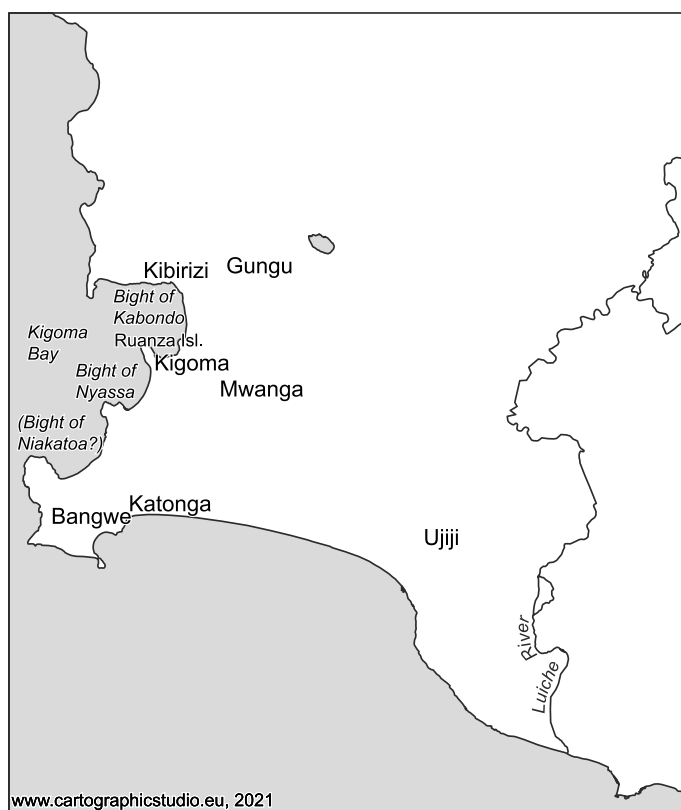 Kibirizi
Gungu
Bight of
Kabondo
Ruanza Isl.
Kigoma
Bay
Kigoma
Bight of
Nyassa
Mwanga
(Bight of
Niakatoa?)
Katonga
Bangwe
Ujiji
River
Luiche
www.cartographicstudio.eu, 2021